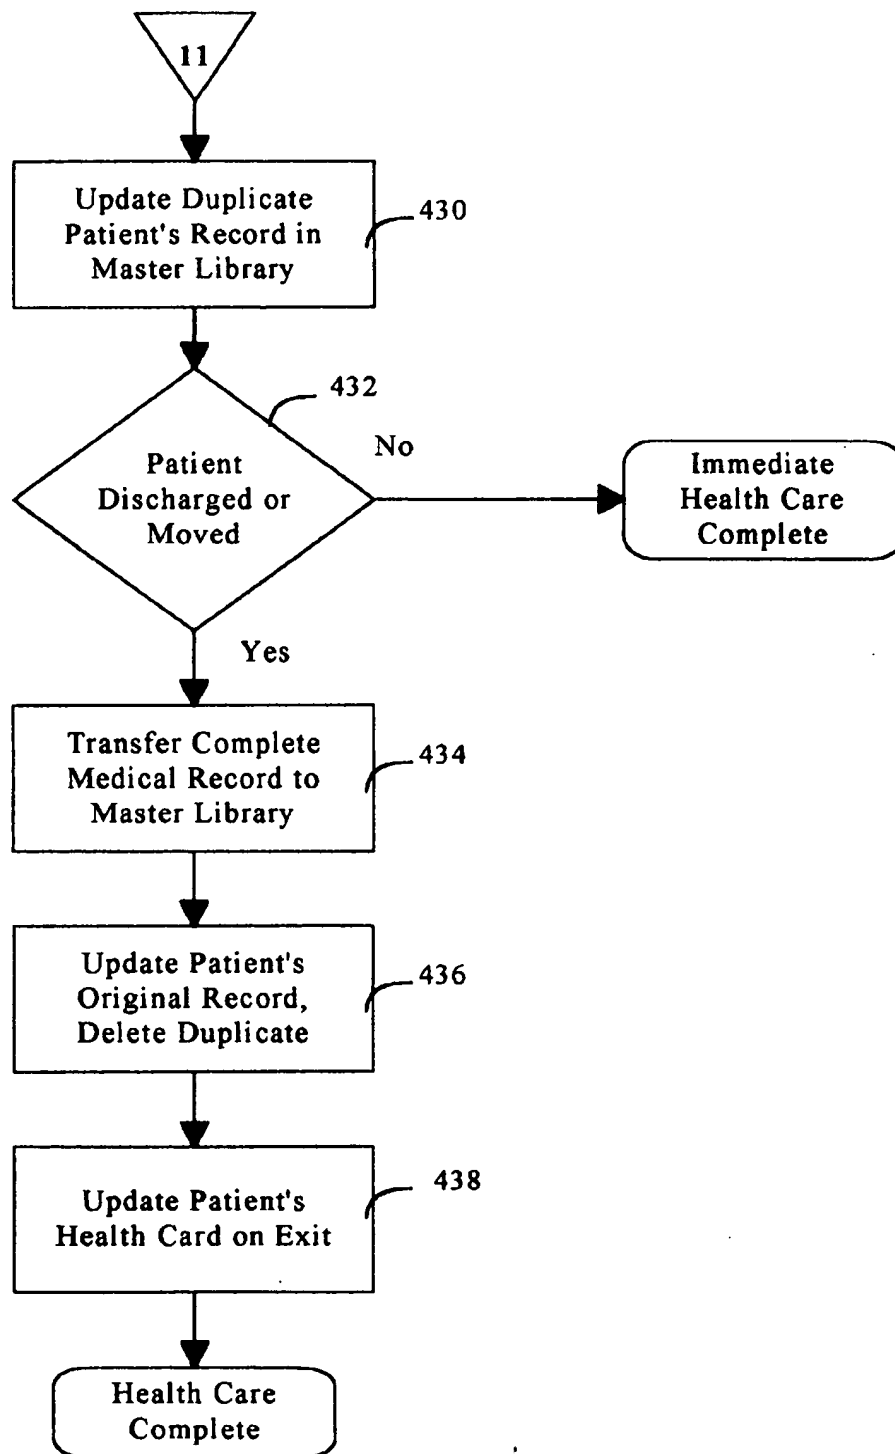 11
Update Duplicate
Patient's Record in
Master Library
430
432
Patient
Discharged or
Moved
No
Immediate
Health Care
Complete
Yes
Transfer Complete
Medical Record to
Master Library
434
Update Patient's
Original Record,
Delete Duplicate
436
Update Patient's
Health Card on Exit
438
Health Care
Complete